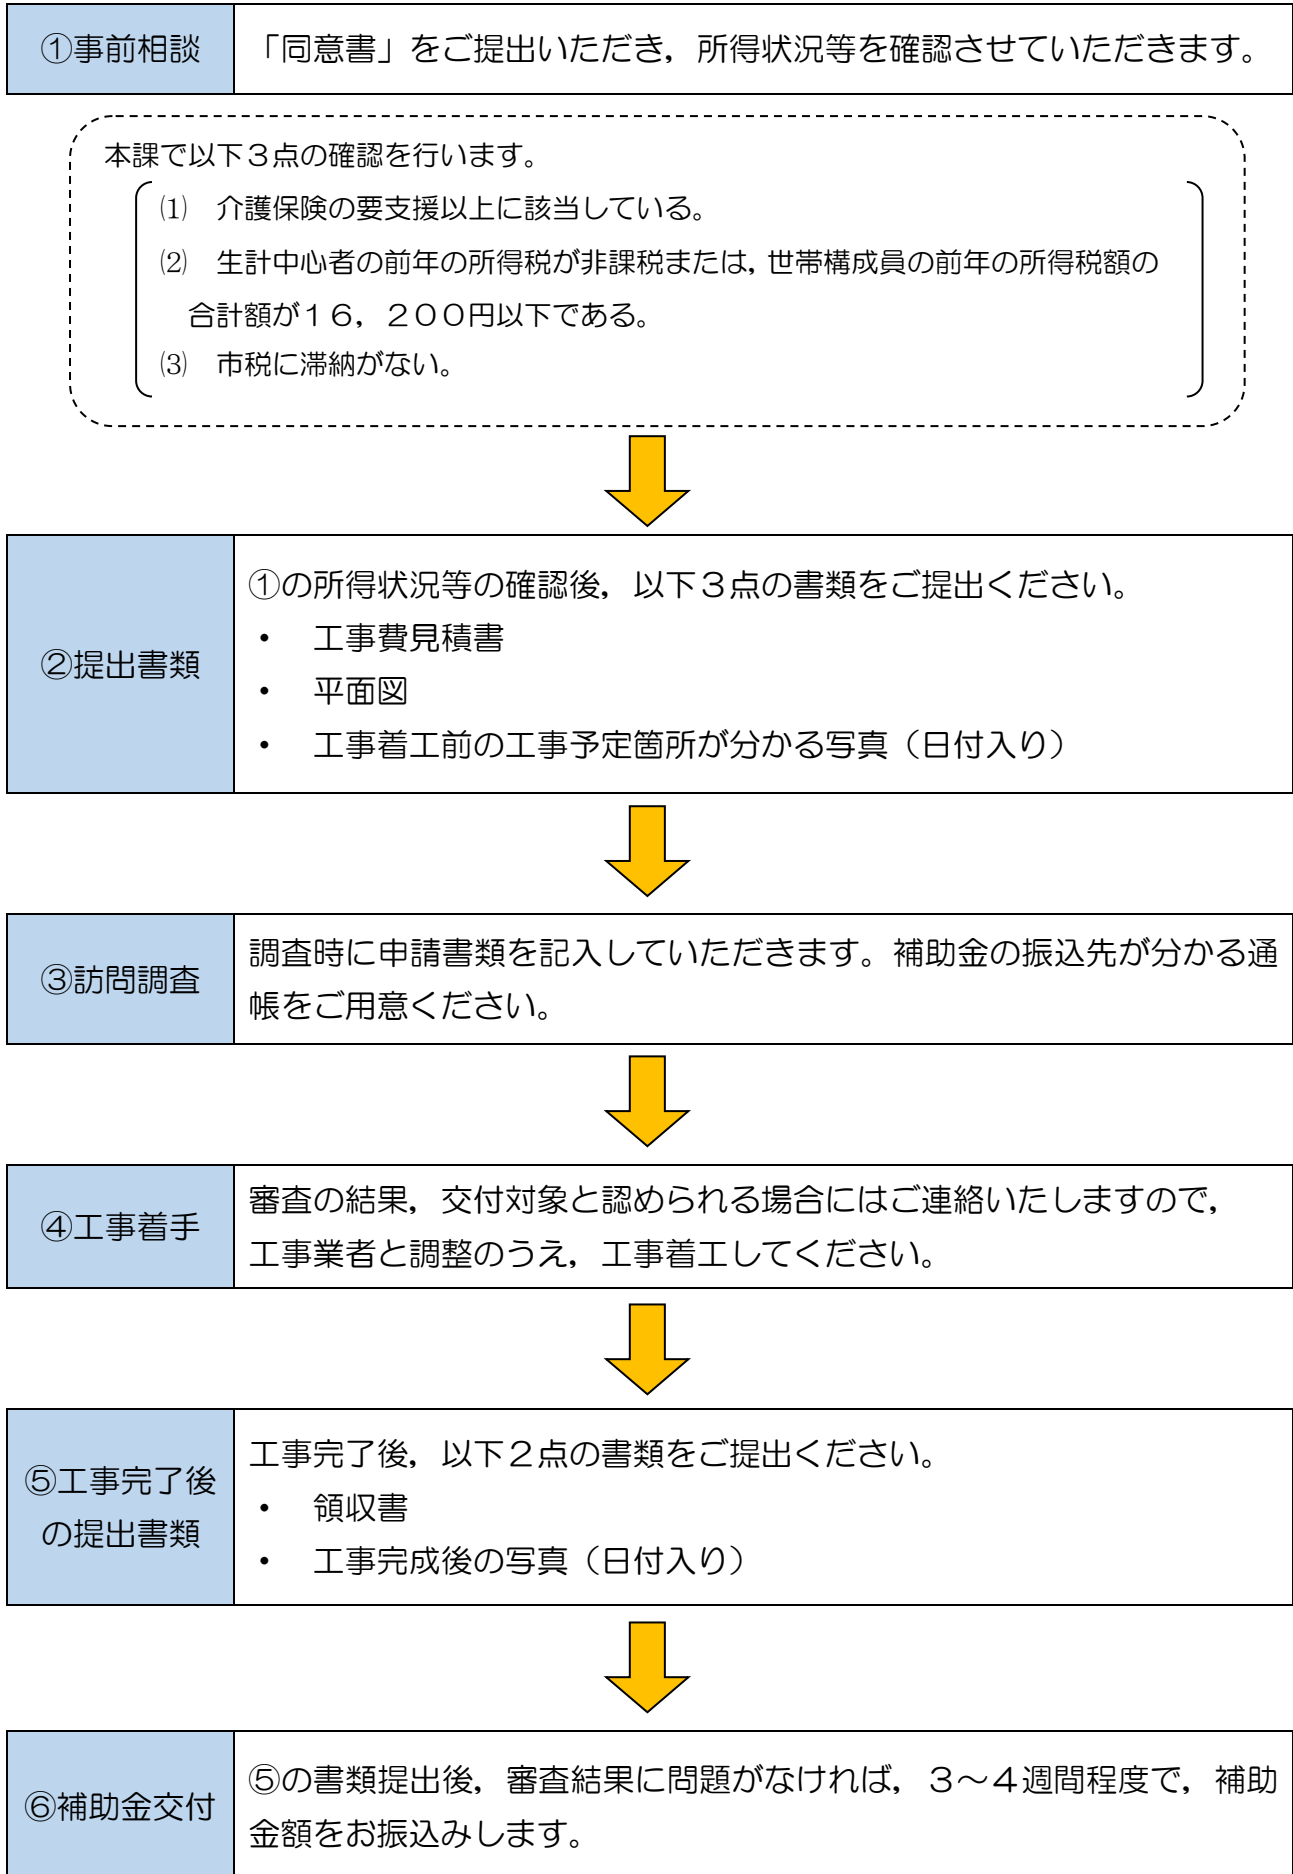 ①事前相談
「同意書」をご提出いただき，所得状況等を確認させていただきます。
本課で以下３点の確認を行います。
⑴　介護保険の要支援以上に該当している。
⑵　生計中心者の前年の所得税が非課税または，世帯構成員の前年の所得税額の
合計額が１６，２００円以下である。
⑶　市税に滞納がない。
②提出書類
①の所得状況等の確認後，以下３点の書類をご提出ください。
・　工事費見積書
・　平面図
・　工事着工前の工事予定箇所が分かる写真（日付入り）
③訪問調査
調査時に申請書類を記入していただきます。補助金の振込先が分かる通
帳をご用意ください。
④工事着手
審査の結果，交付対象と認められる場合にはご連絡いたしますので，
工事業者と調整のうえ，工事着工してください。
⑤工事完了後
の提出書類
工事完了後，以下２点の書類をご提出ください。
・　領収書
・　工事完成後の写真（日付入り）
⑥補助金交付
⑤の書類提出後，審査結果に問題がなければ，３～４週間程度で，補助
金額をお振込みします。